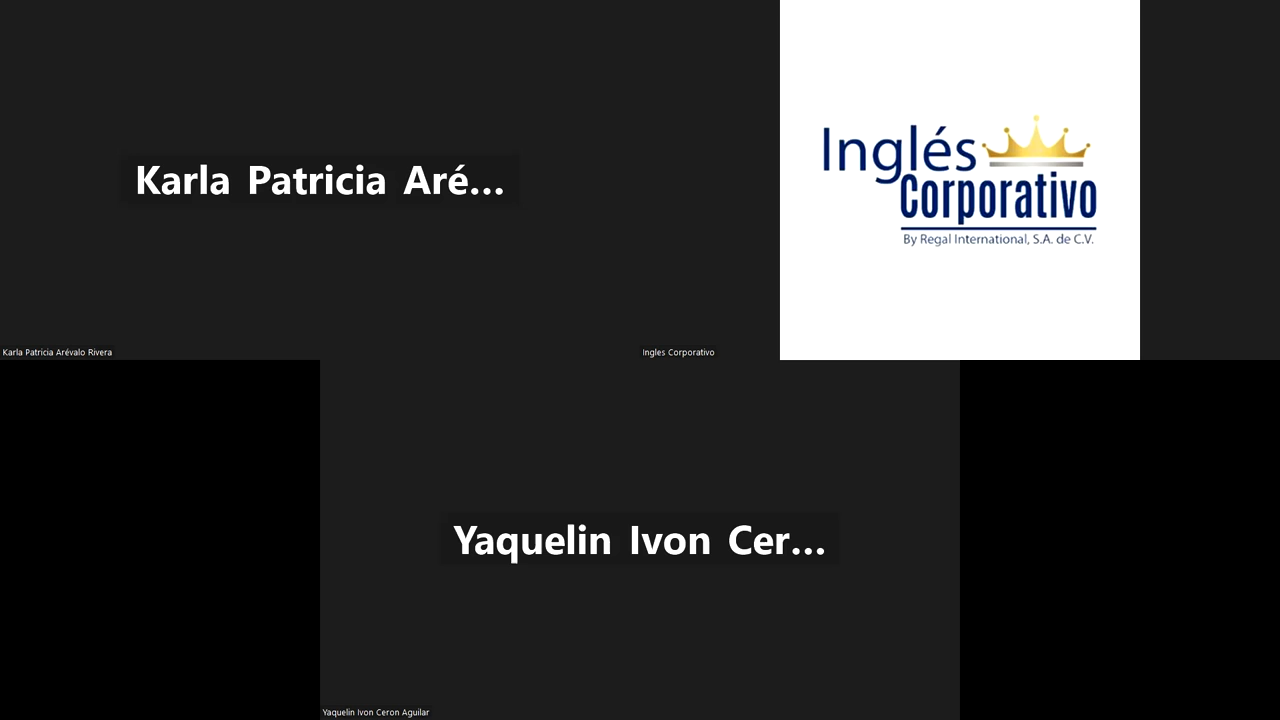 Karla Patricia Aré...
Inglés
Corporativo
By Regal International, S.A. de C.V.
Karla Patricia Arévalo Rivera
Ingles Corporativo
Yaquelin Ivon Cer...
Yaquelin Ivon Ceron Aguilar